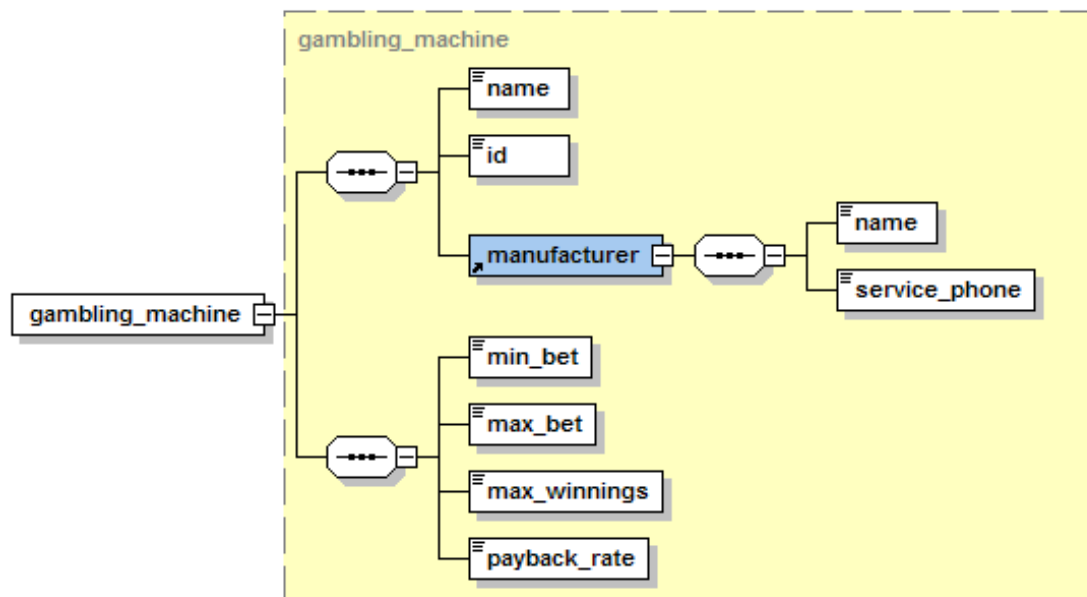 gambling_machine
name
id
manufacturer
name
service_phone
gambling_machine
min_bet
max_bet
max_winnings
payback_rate